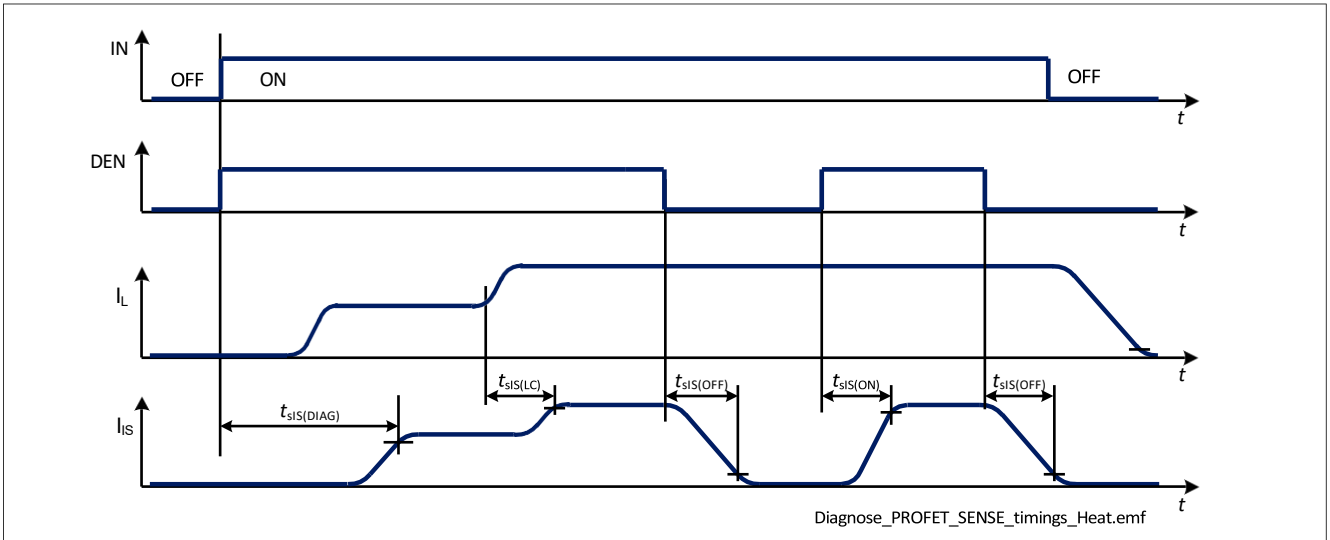 IN
OFF
ON
OFF
t
DEN
t
IL
t
tsIS(LC)
tsIS(OFF)
tsIS(ON)
tsIS(OFF)
tsIS(DIAG)
IIS
t
Diagnose_PROFET_SENSE_timings_Heat.emf